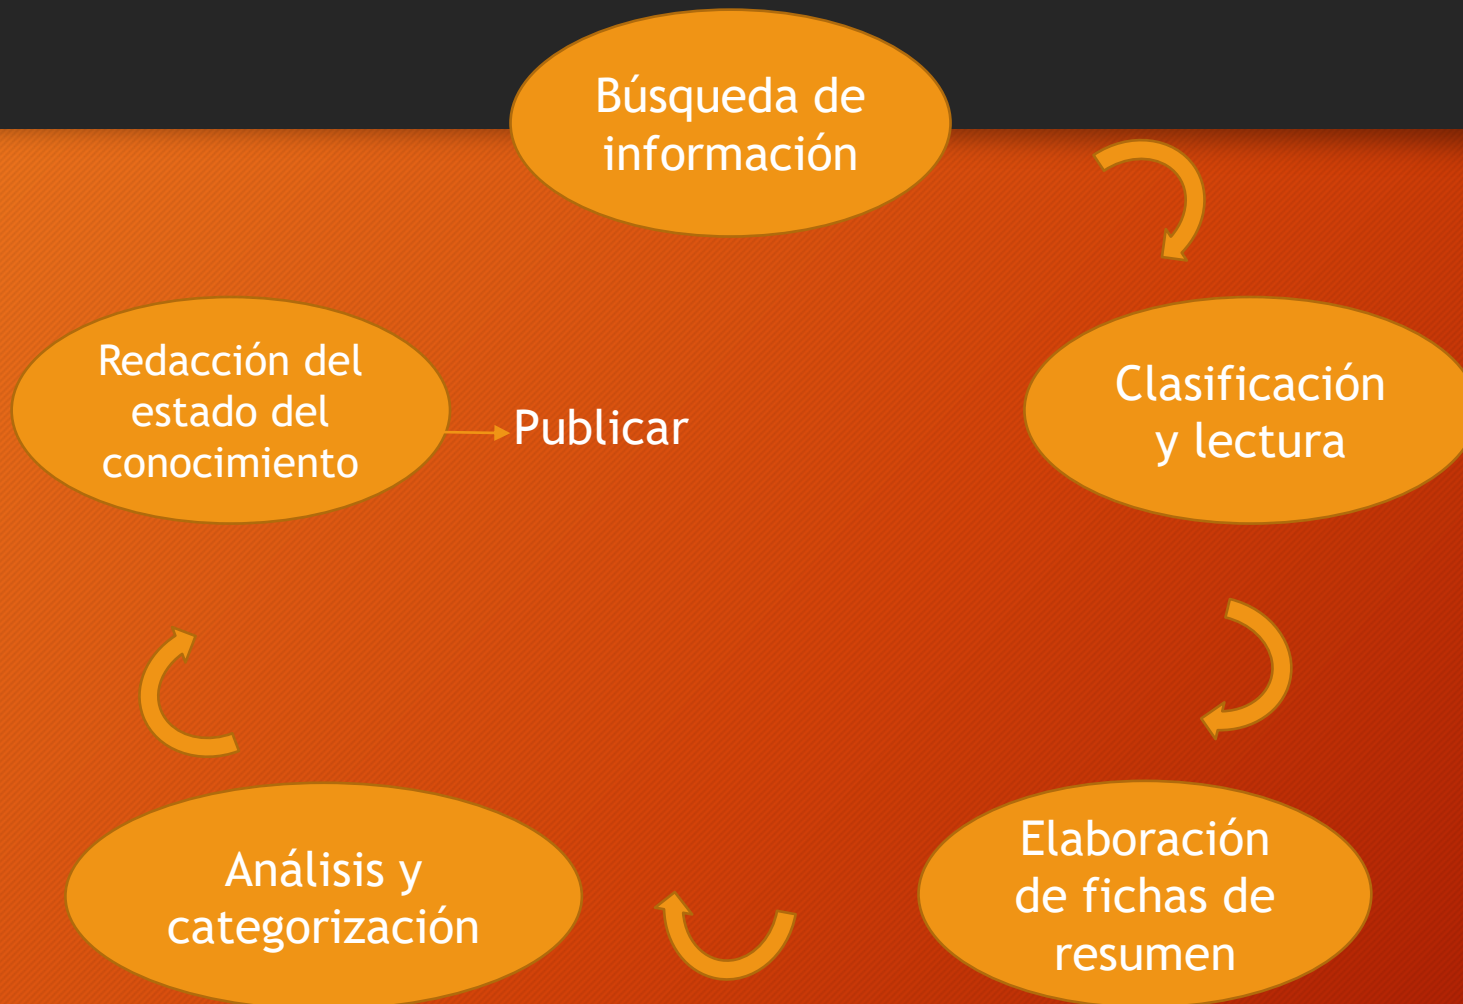 Búsqueda de
información
Clasificación
y lectura
Elaboración
de fichas de
resumen
Análisis y
categorización
Redacción del
estado del
conocimiento
Publicar